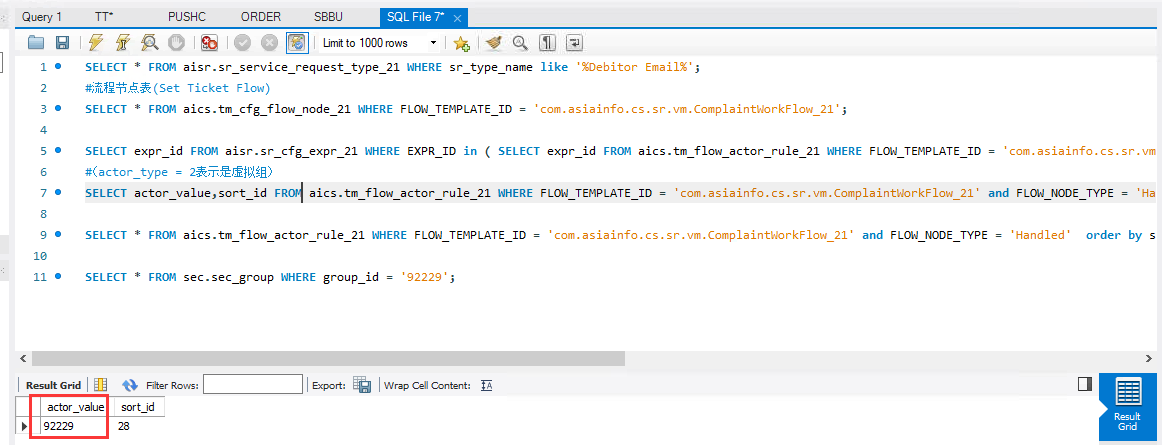 Query 1 TT* PUSHC ORDER SBBU SQL File 7*
Limit to 1000 rows
1 SELECT * FROM aisr.sr_service_request_type_21 WHERE sr_type_name like '%Debitor Email%';
2 #流程节点表(Set Ticket Flow)
3 SELECT * FROM aics.tm_cfg_flow_node_21 WHERE FLOW_TEMPLATE_ID = 'com.asiainfo.cs.sr.vm.ComplaintWorkFlow_21';
4
5 SELECT expr_id FROM aisr.sr_cfg_expr_21 WHERE EXPR_ID in ( SELECT expr_id FROM aics.tm_flow_actor_rule_21 WHERE FLOW_TEMPLATE_ID = 'com.asiainfo.cs.sr.vm
6 #(actor_type = 2表示是虚拟组)
7 SELECT actor_value,sort_id FROM aics.tm_flow_actor_rule_21 WHERE FLOW_TEMPLATE_ID = 'com.asiainfo.cs.sr.vm.ComplaintWorkFlow_21' and FLOW_NODE_TYPE = 'Ha
8
9 SELECT * FROM aics.tm_flow_actor_rule_21 WHERE FLOW_TEMPLATE_ID = 'com.asiainfo.cs.sr.vm.ComplaintWorkFlow_21' and FLOW_NODE_TYPE = 'Handled'  order by s
10
11 SELECT * FROM sec.sec_group WHERE group_id = '92229';
Result Grid Filter Rows: Export: Wrap Cell Content:
actor_value sort_id
92229 28
Result
Grid